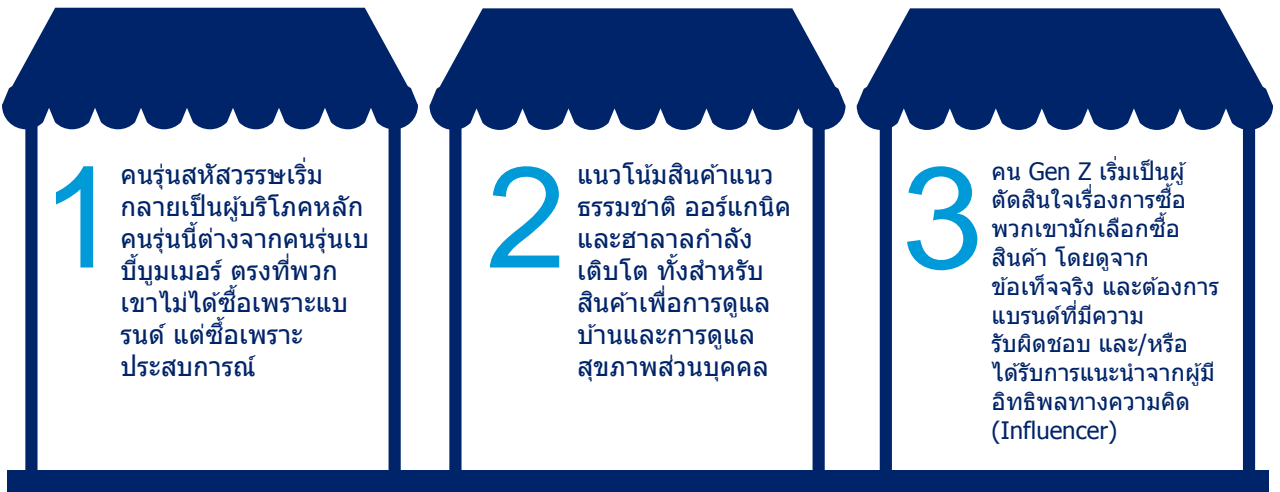 1
คนรุ่นสหัสวรรษเริ่ม
กลายเป็นผู้บริโภคหลัก
คนรุ่นนี้ต่างจากคนรุ่นเบ
บี้บูมเมอร์ ตรงที่พวก
เขาไม่ได้ซื้อเพราะแบ
รนด์ แต่ซื้อเพราะ
ประสบการณ์
2
แนวโน้มสินค้าแนว
ธรรมชาติ ออร์แกนิค
และฮาลาลกำลัง
เติบโต ทั้งสำหรับ
สินค้าเพื่อการดูแล
บ้านและการดูแล
สุขภาพส่วนบุคคล
3
คน Gen Z เริ่มเป็นผู้
ตัดสินใจเรื่องการซื้อ
พวกเขามักเลือกซื้อ
สินค้า โดยดูจาก
ข้อเท็จจริง และต้องการ
แบรนด์ที่มีความ
รับผิดชอบ และ/หรือ
ได้รับการแนะนำจากผู้มี
อิทธิพลทางความคิด
(Influencer)